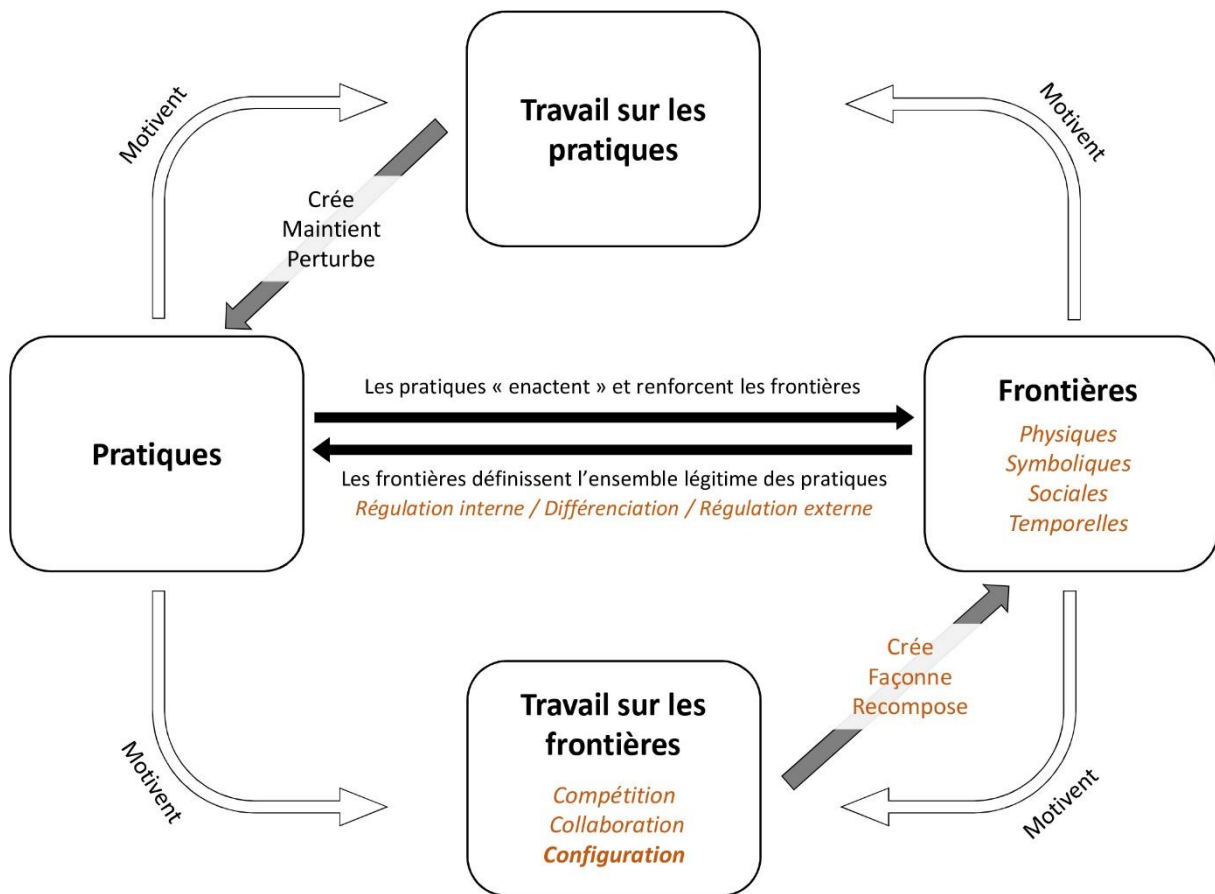 Travail sur les
pratiques
Motivent
Motivent
Crée
Maintient
Perturbe
Pratiques
Les pratiques « enactent » et renforcent les frontières
Les frontières définissent l’ensemble légitime des pratiques
Régulation interne / Différenciation / Régulation externe
Frontières
Physiques
Symboliques
Sociales
Temporelles
Travail sur les
frontières
Compétition
Collaboration
Configuration
Crée
Façonne
Recompose
Motivent
Motivent